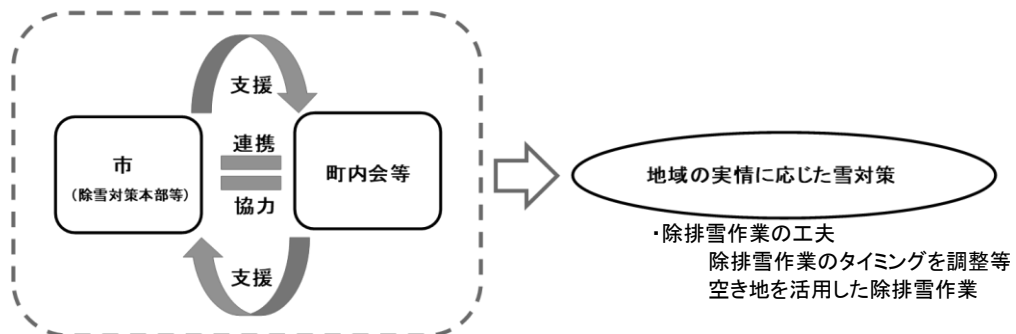 支援
市
（除雪対策本部等）
連携
協力
町内会等
支援
地域の実情に応じた雪対策
・除排雪作業の工夫
除排雪作業のタイミングを調整等
空き地を活用した除排雪作業